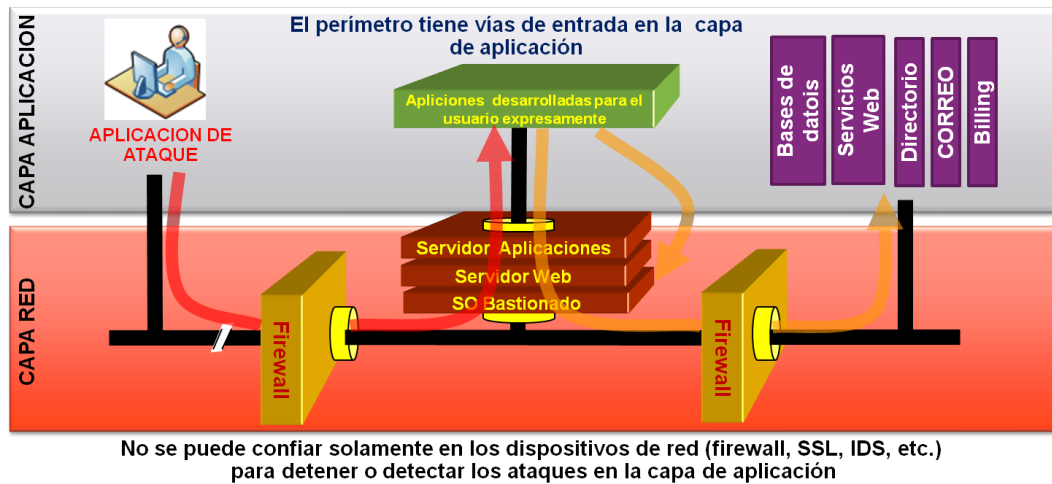 El perímetro tiene vías de entrada en la capa
de aplicación
CAPA APLICACION
APLICACION DE
ATAQUE
Apliciones desarrolladas para el
usuario expresamente
Bases de
datois
Servicios
Web
Directorio
CORREO
Billing
CAPA RED
Servidor Aplicaciones
Servidor Web
SO Bastionado
Firewall
Firewall
No se puede confiar solamente en los dispositivos de red (firewall, SSL, IDS, etc.)
para detener o detectar los ataques en la capa de aplicación